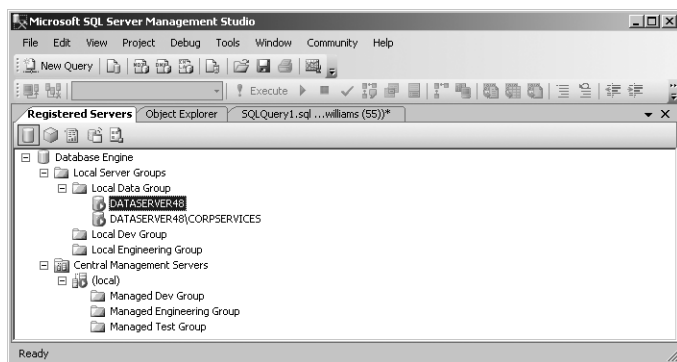 Microsoft SQL Server Management Studio
File Edit View Project Debug Tools Window Community Help
New Query
Execute
Registered Servers Object Explorer SQLQuery1.sql ...williams (55))*
Database Engine
Local Server Groups
Local Data Group
DATASERVER48
DATASERVER48\CORPSERVICES
Local Dev Group
Local Engineering Group
Central Management Servers
(local)
Managed Dev Group
Managed Engineering Group
Managed Test Group
Ready